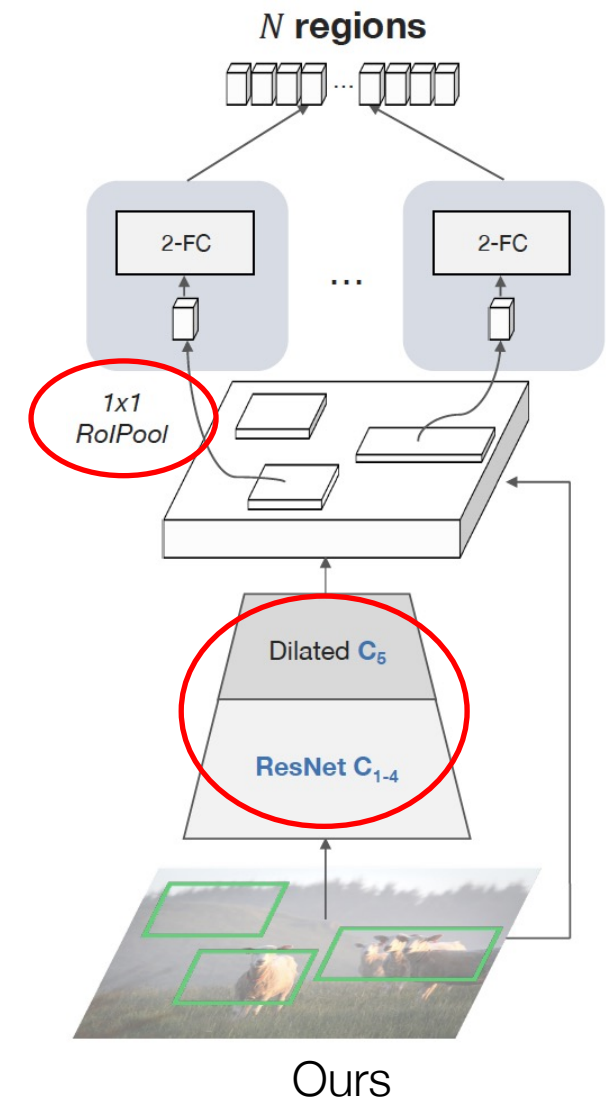 N regions
...
2-FC
...
2-FC
1x1
RoIPool
Dilated C5
ResNet C1-4
Ours